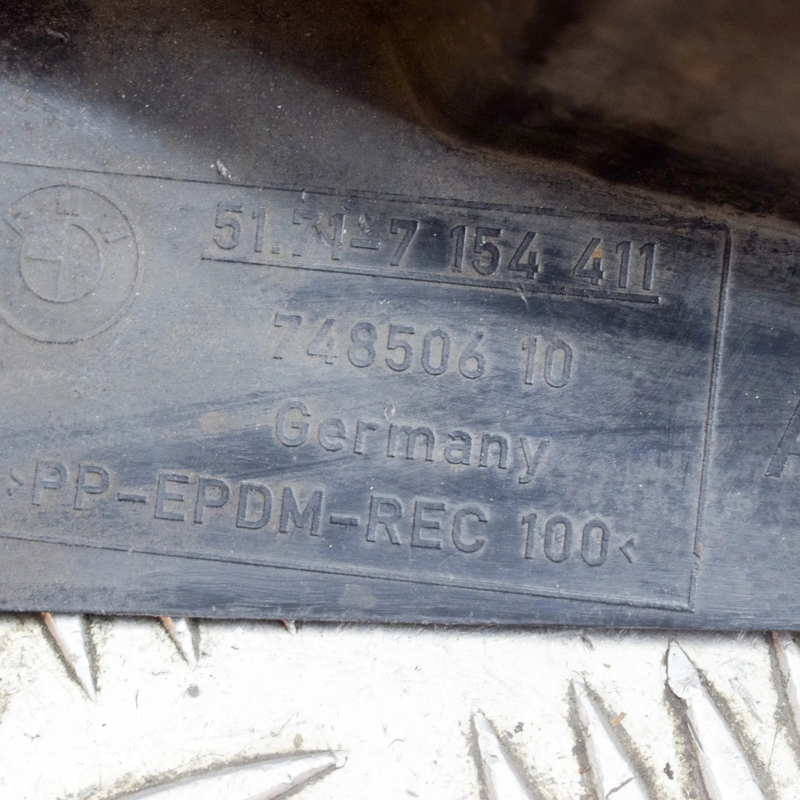 51.71-7 154 411
748506 10
Germany
>PP-EPDM-REC 100<
A